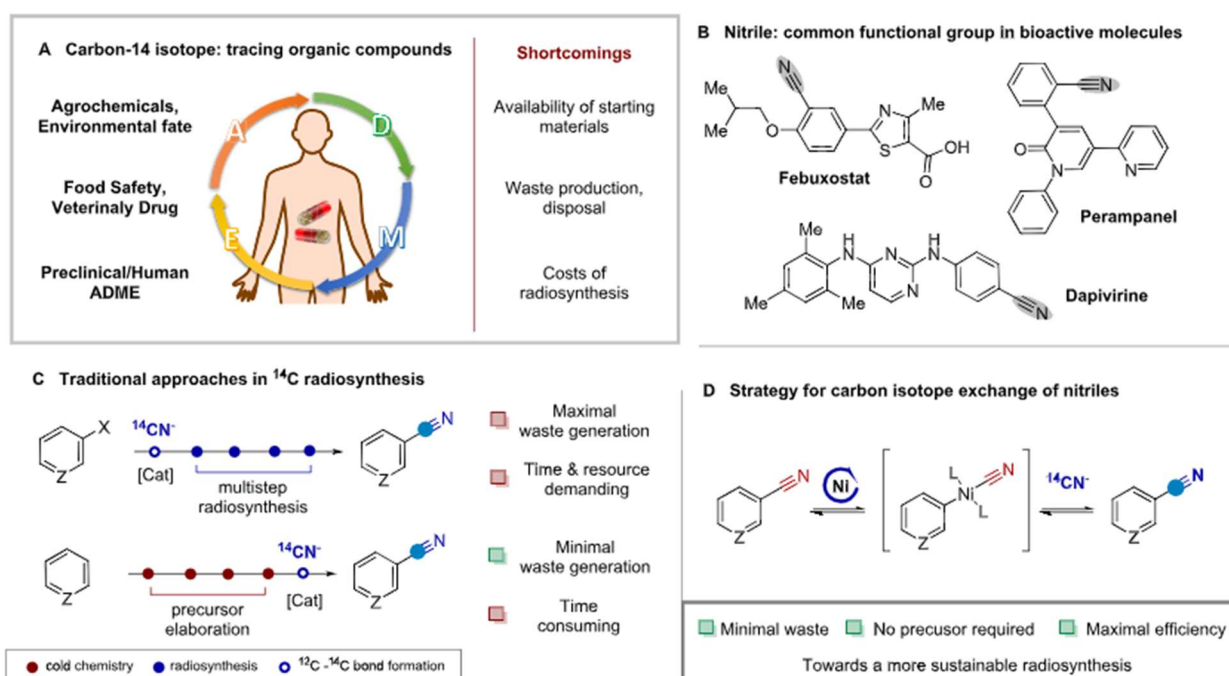 A Carbon-14 isotope: tracing organic compounds
Agrochemicals,
Environmental fate
Food Safety,
Veterinaly Drug
Preclinical/Human
ADME
A
D
M
E
Shortcomings
Availability of starting
materials
Waste production,
disposal
Costs of
radiosynthesis
B Nitrile: common functional group in bioactive molecules
N
Me
Me
O
N
Me
S
OH
O
Febuxostat
N
O
N
N
Perampanel
Me
H
N
N
H
N
Me
Me
N
N
Dapivirine
C Traditional approaches in ¹⁴C radiosynthesis
X
Z
¹⁴CN⁻
[Cat]
multistep
radiosynthesis
N
Z
Maximal
waste generation
Time & resource
demanding
Z
precursor
elaboration
¹⁴CN⁻
[Cat]
N
Z
Minimal
waste generation
Time
consuming
cold chemistry radiosynthesis ¹²C -¹⁴C bond formation
D Strategy for carbon isotope exchange of nitriles
N
Z
Ni
L
Ni
N
L
Z
¹⁴CN⁻
N
Z
Minimal waste No precusor required Maximal efficiency
Towards a more sustainable radiosynthesis